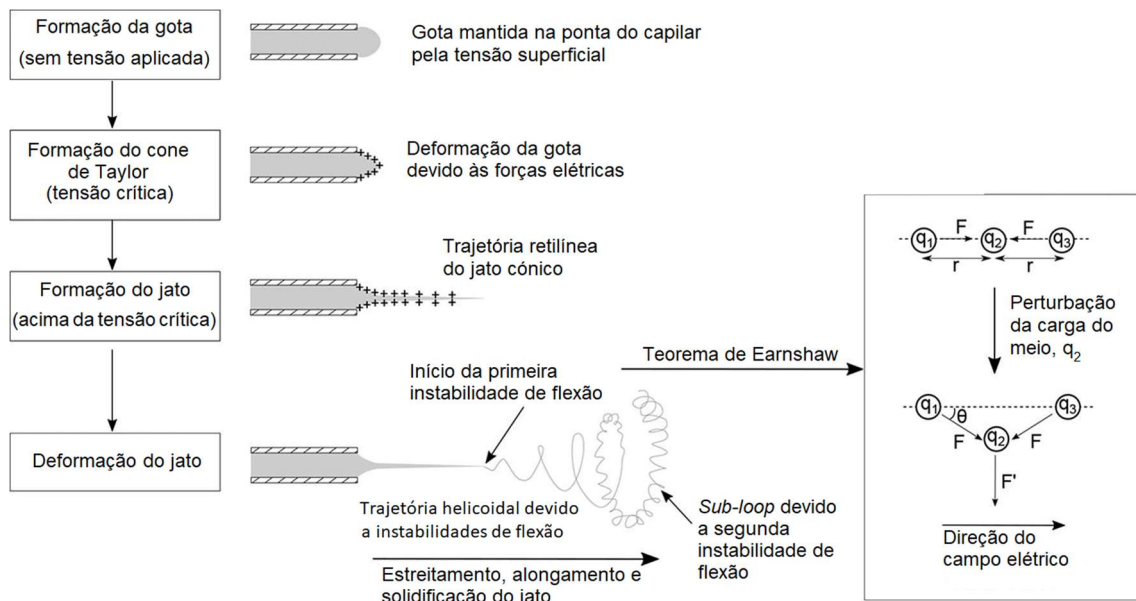 Formação da gota
(sem tensão aplicada)
Gota mantida na ponta do capilar
pela tensão superficial
Formação do cone
de Taylor
(tensão crítica)
+ + + + + + + + +
Deformação da gota
devido às forças elétricas
Formação do jato
(acima da tensão crítica)
Trajetória retilínea
do jato cónico
Deformação do jato
Início da primeira
instabilidade de flexão
Trajetória helicoidal devido
a instabilidades de flexão
Sub-loop devido
a segunda
instabilidade de
flexão
Estreitamento, alongamento e
solidificação do jato
Teorema de Earnshaw
q1 F q2 F q3
r r
Perturbação
da carga do
meio, q2
q1 θ q3
F q2 F
F'
Direção do
campo elétrico